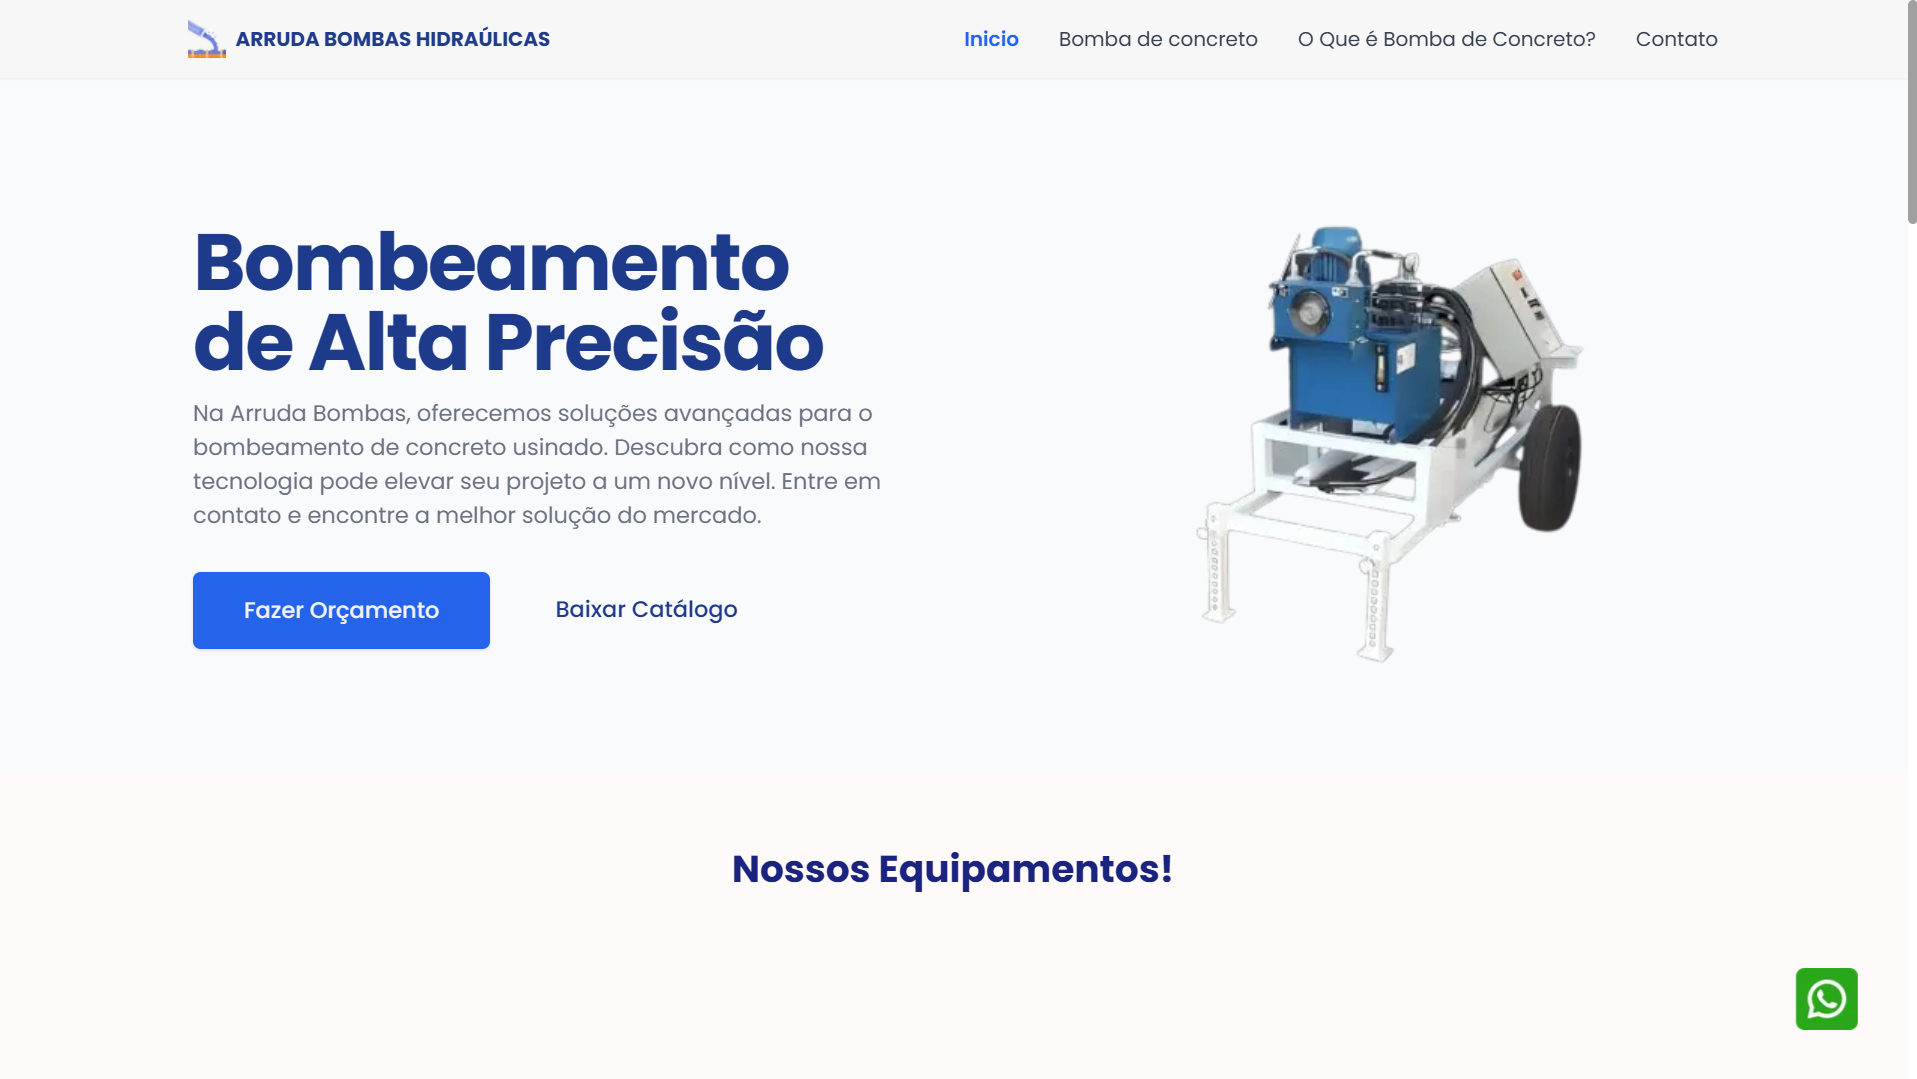 ARRUDA BOMBAS HIDRAÚLICAS
Inicio
Bomba de concreto
O Que é Bomba de Concreto?
Contato
Bombeamento
de Alta Precisão
Na Arruda Bombas, oferecemos soluções avançadas para o
bombeamento de concreto usinado. Descubra como nossa
tecnologia pode elevar seu projeto a um novo nível. Entre em
contato e encontre a melhor solução do mercado.
Fazer Orçamento
Baixar Catálogo
Nossos Equipamentos!